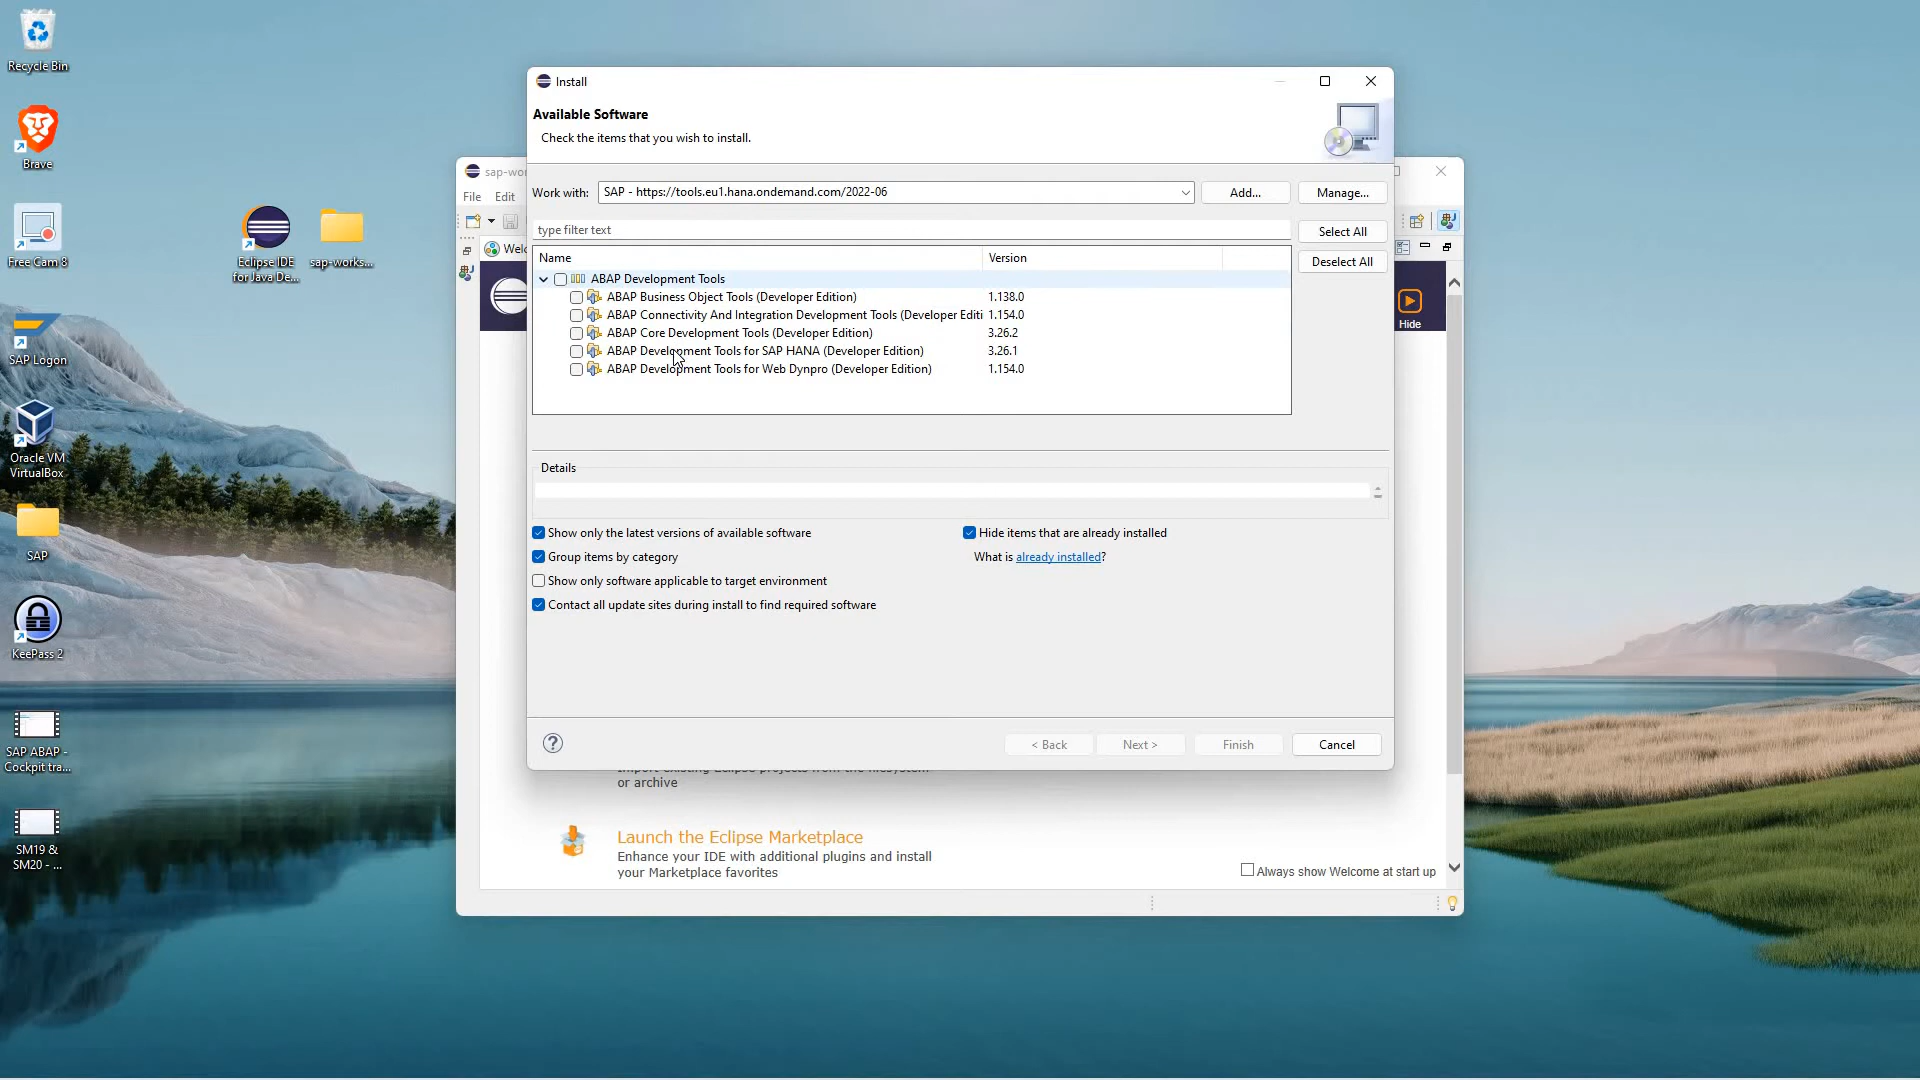 Recycle Bin
Brave
Free Cam 8
SAP Logon
Oracle VM
VirtualBox
SAP
KeePass 2
SAP ABAP -
Cockpit tra...
SM19 &
SM20 - ...
Eclipse IDE
for Java De...
sap-works...
File Edit
Install
Available Software
Check the items that you wish to install.
Work with:
SAP - https://tools.eu1.hana.ondemand.com/2022-06
Add...
Manage...
type filter text
Select All
Deselect All
Name
Version
ABAP Development Tools
ABAP Business Object Tools (Developer Edition) 1.138.0
ABAP Connectivity And Integration Development Tools (Developer Editi 1.154.0
ABAP Core Development Tools (Developer Edition) 3.26.2
ABAP Development Tools for SAP HANA (Developer Edition) 3.26.1
ABAP Development Tools for Web Dynpro (Developer Edition) 1.154.0
Hide
Details
Show only the latest versions of available software
Hide items that are already installed
Group items by category
What is already installed?
Show only software applicable to target environment
Contact all update sites during install to find required software
< Back
Next >
Finish
Cancel
or archive
Launch the Eclipse Marketplace
Enhance your IDE with additional plugins and install
your Marketplace favorites
Always show Welcome at start up